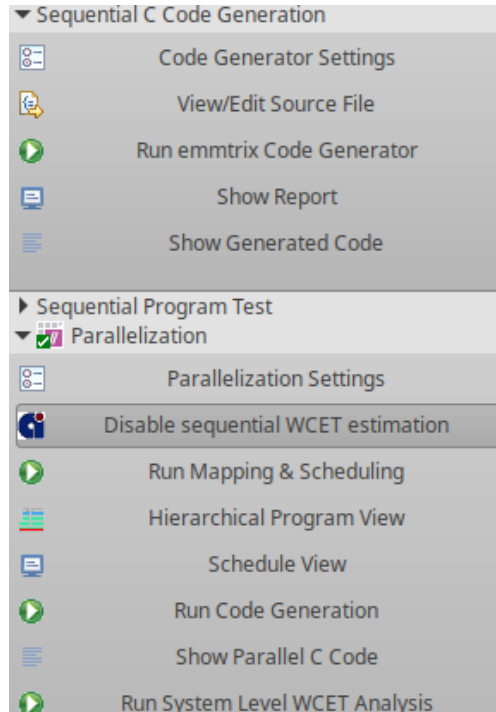 Sequential C Code Generation
Code Generator Settings
View/Edit Source File
Run emmtrix Code Generator
Show Report
Show Generated Code
Sequential Program Test
Parallelization
Parallelization Settings
Disable sequential WCET estimation
Run Mapping & Scheduling
Hierarchical Program View
Schedule View
Run Code Generation
Show Parallel C Code
Run System Level WCET Analysis